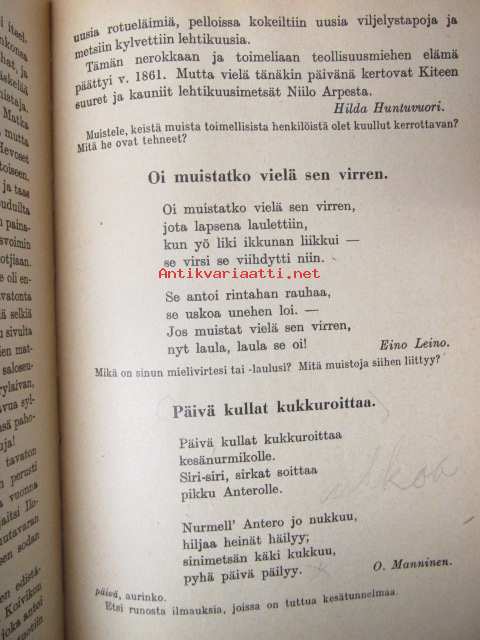 uusia rotueläimiä, pelloissa kokeiltiin uusia viljelystapoja ja
metsiin kylvettiin lehtikuusia.
Tämän nerokkaan ja toimeliaan teollisuusmiehen elämä
päättyi v. 1861. Mutta vielä tänäkin päivänä kertovat Kiteen
suuret ja kauniit lehtikuusimetsät Niilo Arpesta.
Hilda Huntuvuori.
Muistele, keistä muista toimellisista henkilöistä olet kuullut kerrottavan?
Mitä he ovat tehneet?
Oi muistatko vielä sen virren.
Oi muistatko vielä sen virren,
jota lapsena laulettiin,
kun yö liki ikkunan liikkui —
se virsi se viihdytti niin.
Antikvariaatti.net
Se antoi rintahan rauhaa,
se uskoa unehen loi. —
Jos muistat vielä sen virren,
nyt laula, laula se oi!
Eino Leino.
Mikä on sinun mielivirtesi tai -laulusi? Mitä muistoja siihen liittyy?
Päivä kullat kukkuroittaa.
Päivä kullat kukkuroittaa
kesänurmikolle.
Siri-siri, sirkat soittaa
pikku Anterolle.
Nurmell' Antero jo nukkuu,
hiljaa heinät häilyy;
sinimetsän käki kukkuu,
pyhä päivä päilyy.
O. Manninen.
päivä, aurinko.
Etsi runosta ilmauksia, joissa on tuttua kesätunnelmaa.